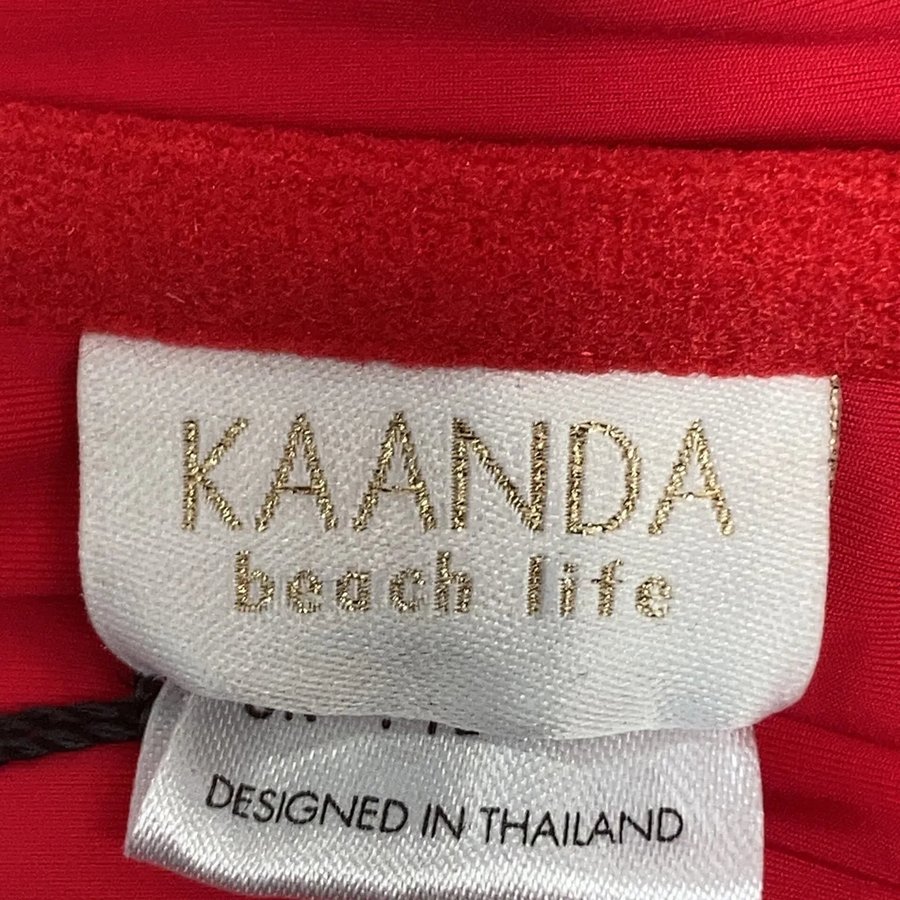 KAANDA
beach life
DESIGNED IN THAILAND